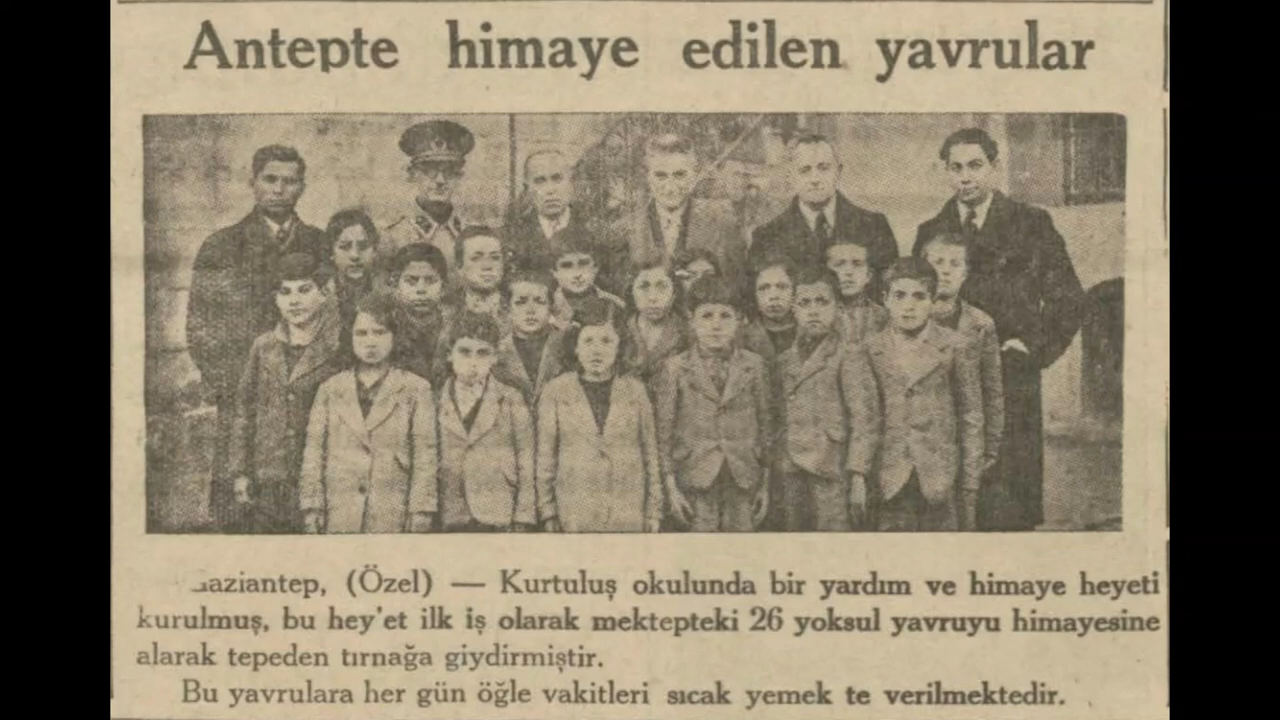 Antepte himaye edilen yavrular
Gaziantep, (Özel) — Kurtuluş okulunda bir yardım ve himaye heyeti
kurulmuş, bu hey'et ilk iş olarak mektepteki 26 yoksul yavruyu himayesine
alarak tepeden tırnağa giydirmiştir.
Bu yavrulara her gün öğle vakitleri sıcak yemek te verilmektedir.